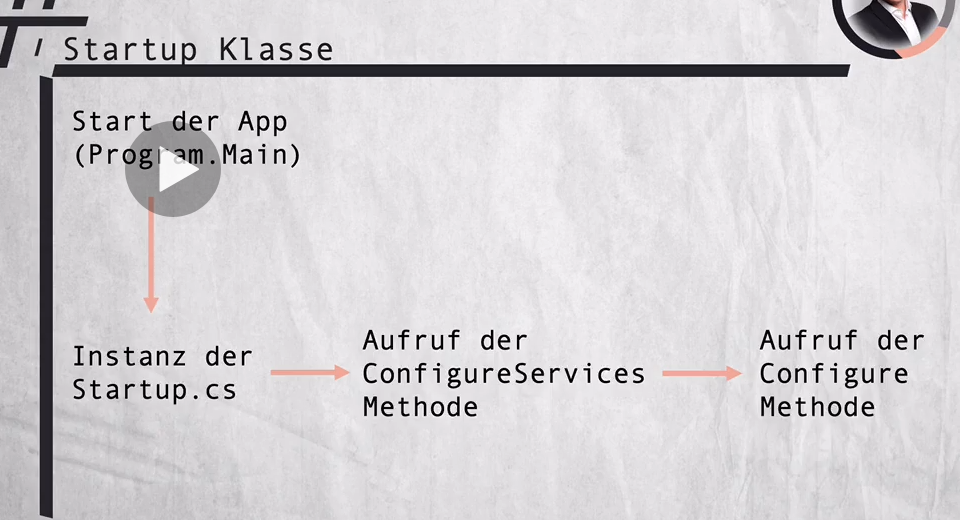 Startup Klasse
Start der App
(Program.Main)
Instanz der
Startup.cs
Aufruf der
ConfigureServices
Methode
Aufruf der
Configure
Methode